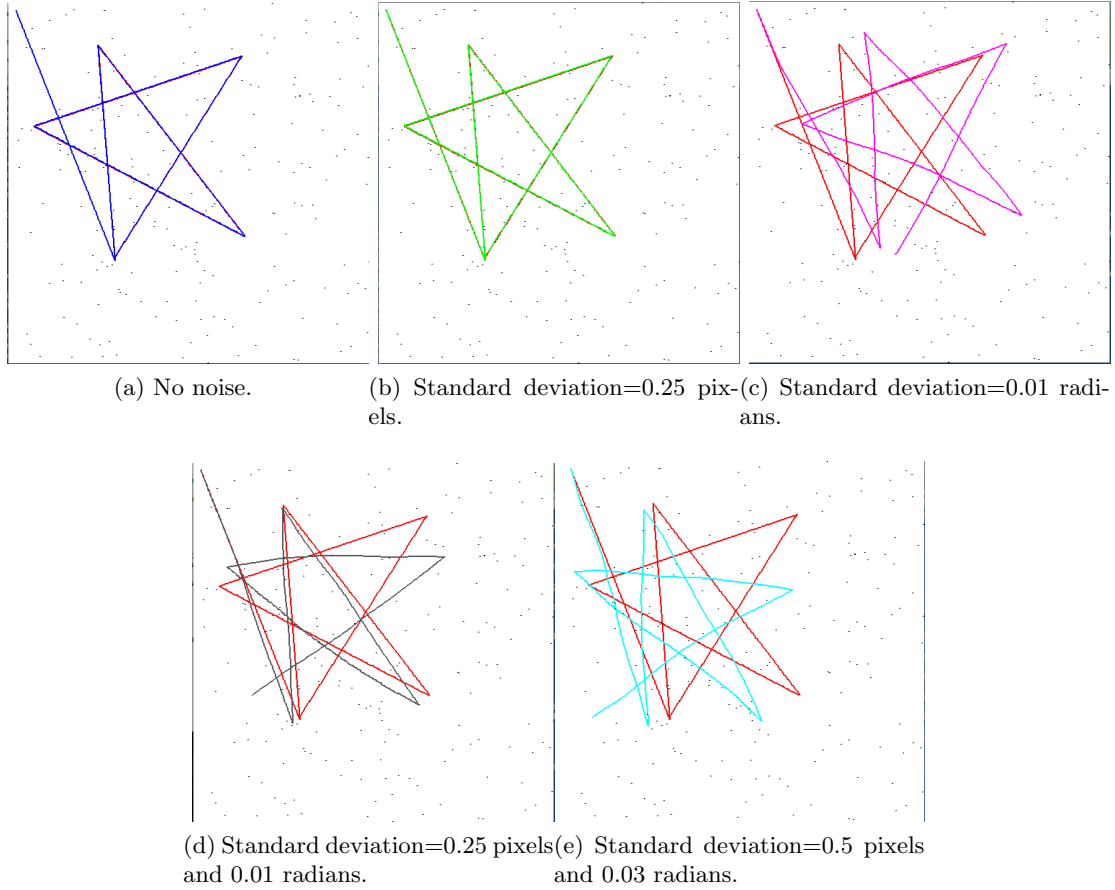 (a) No noise.
(b) Standard deviation=0.25 pix-
els.
(c) Standard deviation=0.01 radi-
ans.
(d) Standard deviation=0.25 pixels
and 0.01 radians.
(e) Standard deviation=0.5 pixels
and 0.03 radians.